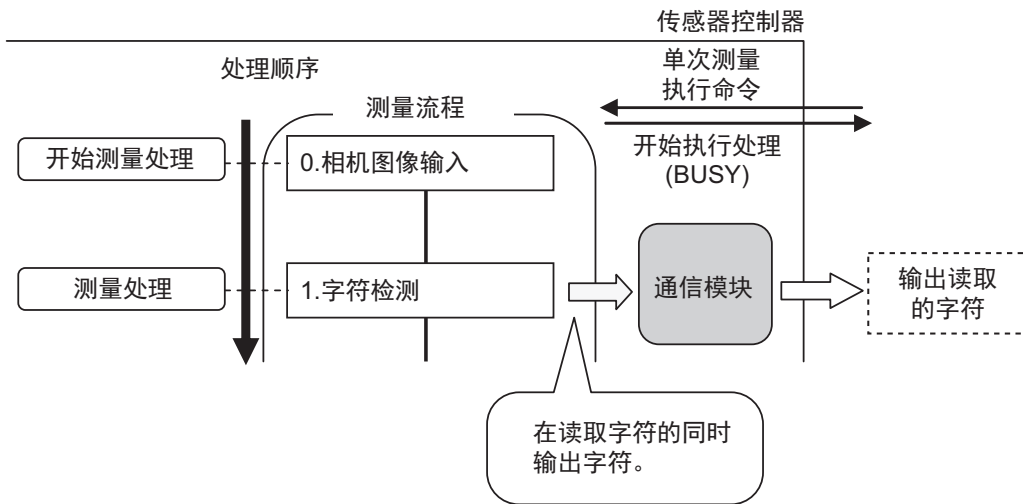 传感器控制器
处理顺序
单次测量
执行命令
测量流程
开始测量处理
0.相机图像输入
开始执行处理
(BUSY)
测量处理
1.字符检测
通信模块
输出读取
的字符
在读取字符的同时
输出字符。